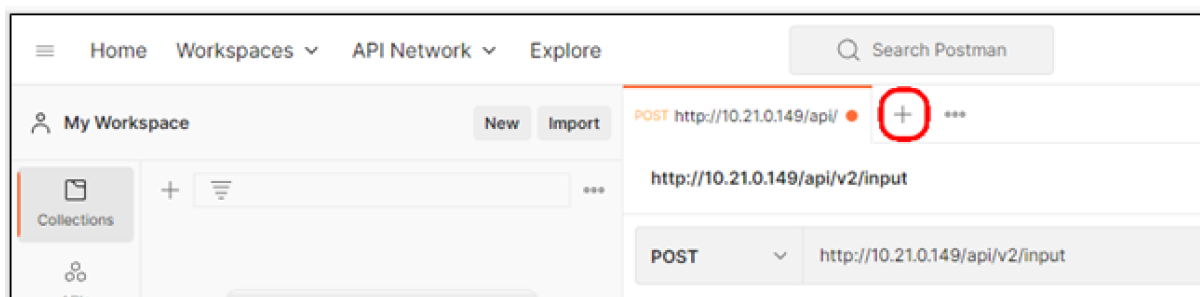 Home Workspaces API Network Explore Search Postman
My Workspace New Import POST http://10.21.0.149/api/
http://10.21.0.149/api/v2/input
Collections
POST http://10.21.0.149/api/v2/input